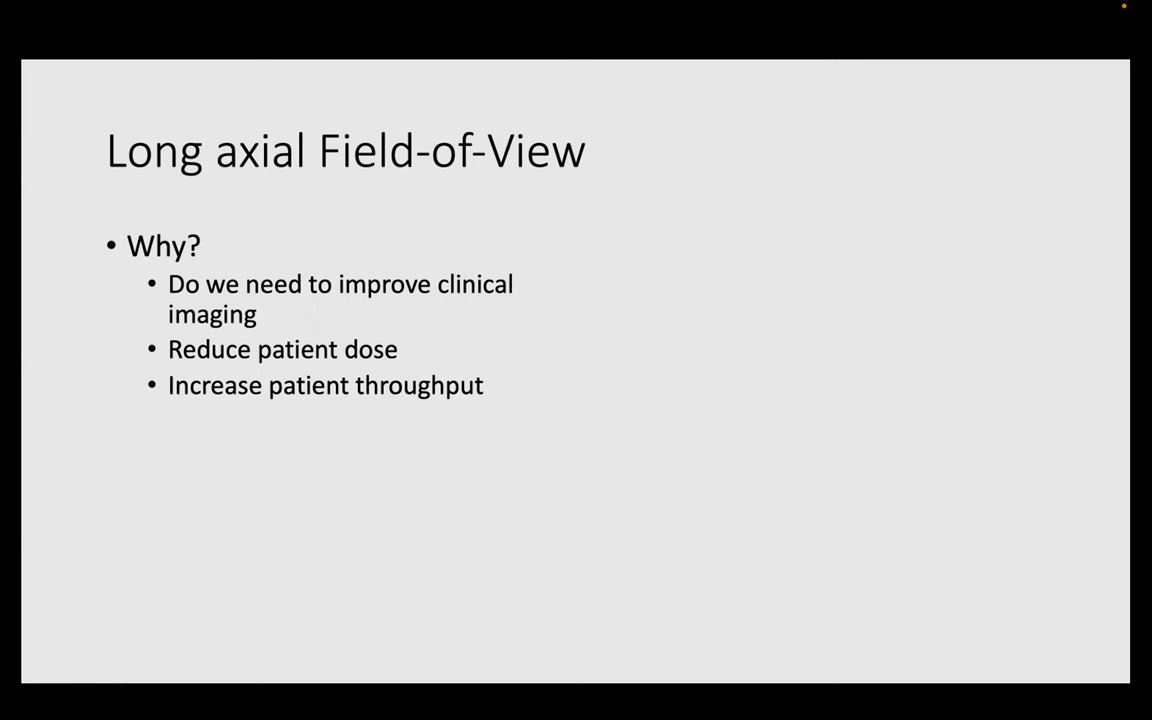 Long axial Field-of-View
• Why?
• Do we need to improve clinical
imaging
• Reduce patient dose
• Increase patient throughput